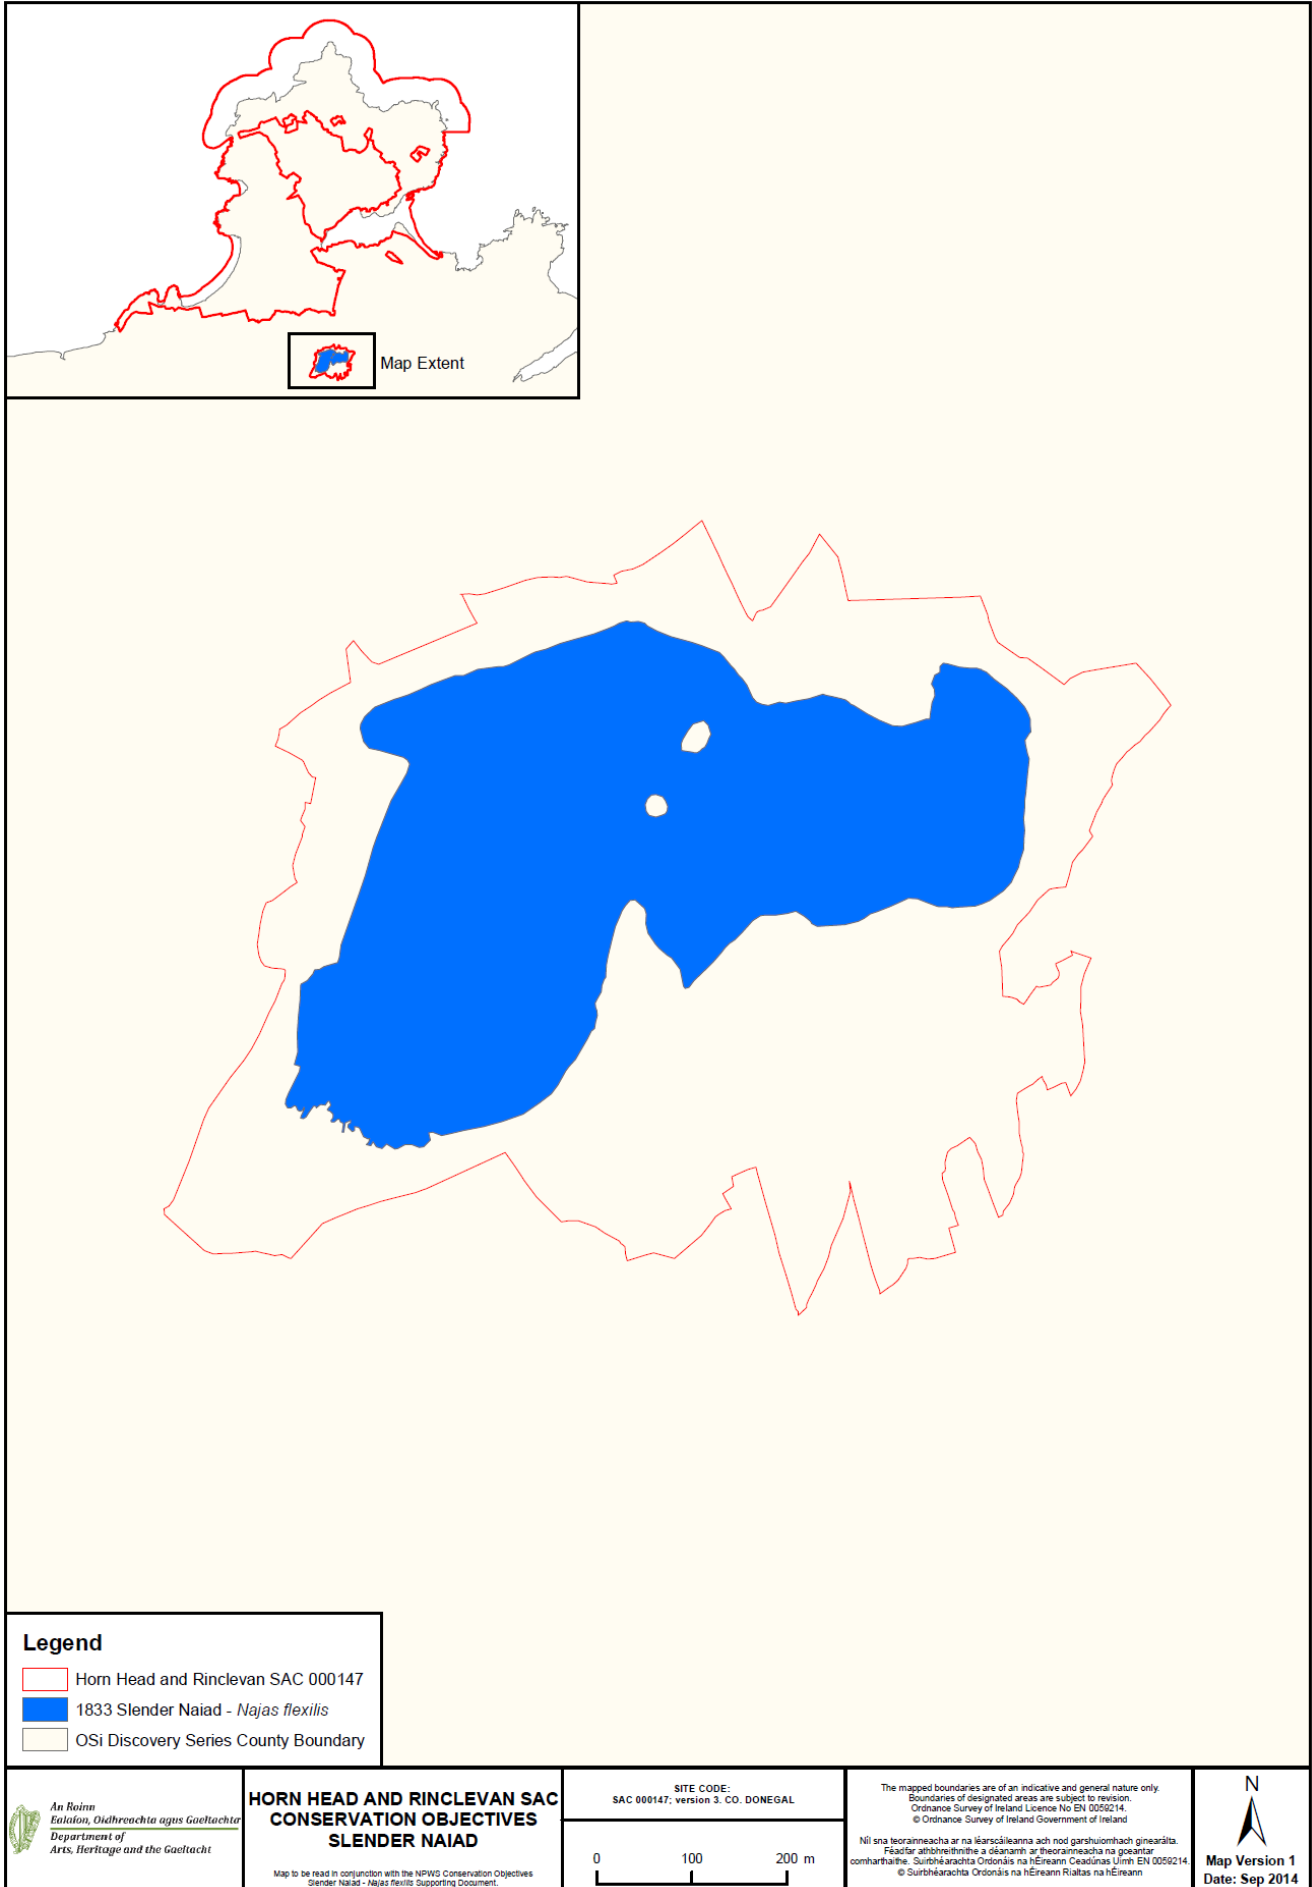 Map Extent
Legend
Horn Head and Rinclevan SAC 000147
1833 Slender Naiad - Najas flexilis
OSi Discovery Series County Boundary
An Roinn
Ealaíon, Oidhreachta agus Gaeltachta
Department of
Arts, Heritage and the Gaeltacht
HORN HEAD AND RINCLEVAN SAC
CONSERVATION OBJECTIVES
SLENDER NAIAD
Map to be read in conjunction with the NPWS Conservation Objectives
Slender Naiad - Najas flexilis Supporting Document.
SITE CODE:
SAC 000147; version 3. CO. DONEGAL
0 100 200 m
The mapped boundaries are of an indicative and general nature only.
Boundaries of designated areas are subject to revision.
Ordnance Survey of Ireland Licence No EN 0059214.
© Ordnance Survey of Ireland Government of Ireland
Níl sna teorainneacha ar na léarscáileanna ach nod garshuiomhach ginearálta.
Féadfar athbhreithnithe a déanamh ar theorainneacha na gceantar
comharthaithe. Suirbhéarachta Ordonáis na hÉireann Ceadúnas Uimh EN 0059214.
© Suirbhéarachta Ordonáis na hÉireann Rialtas na hÉireann
N
Map Version 1
Date: Sep 2014